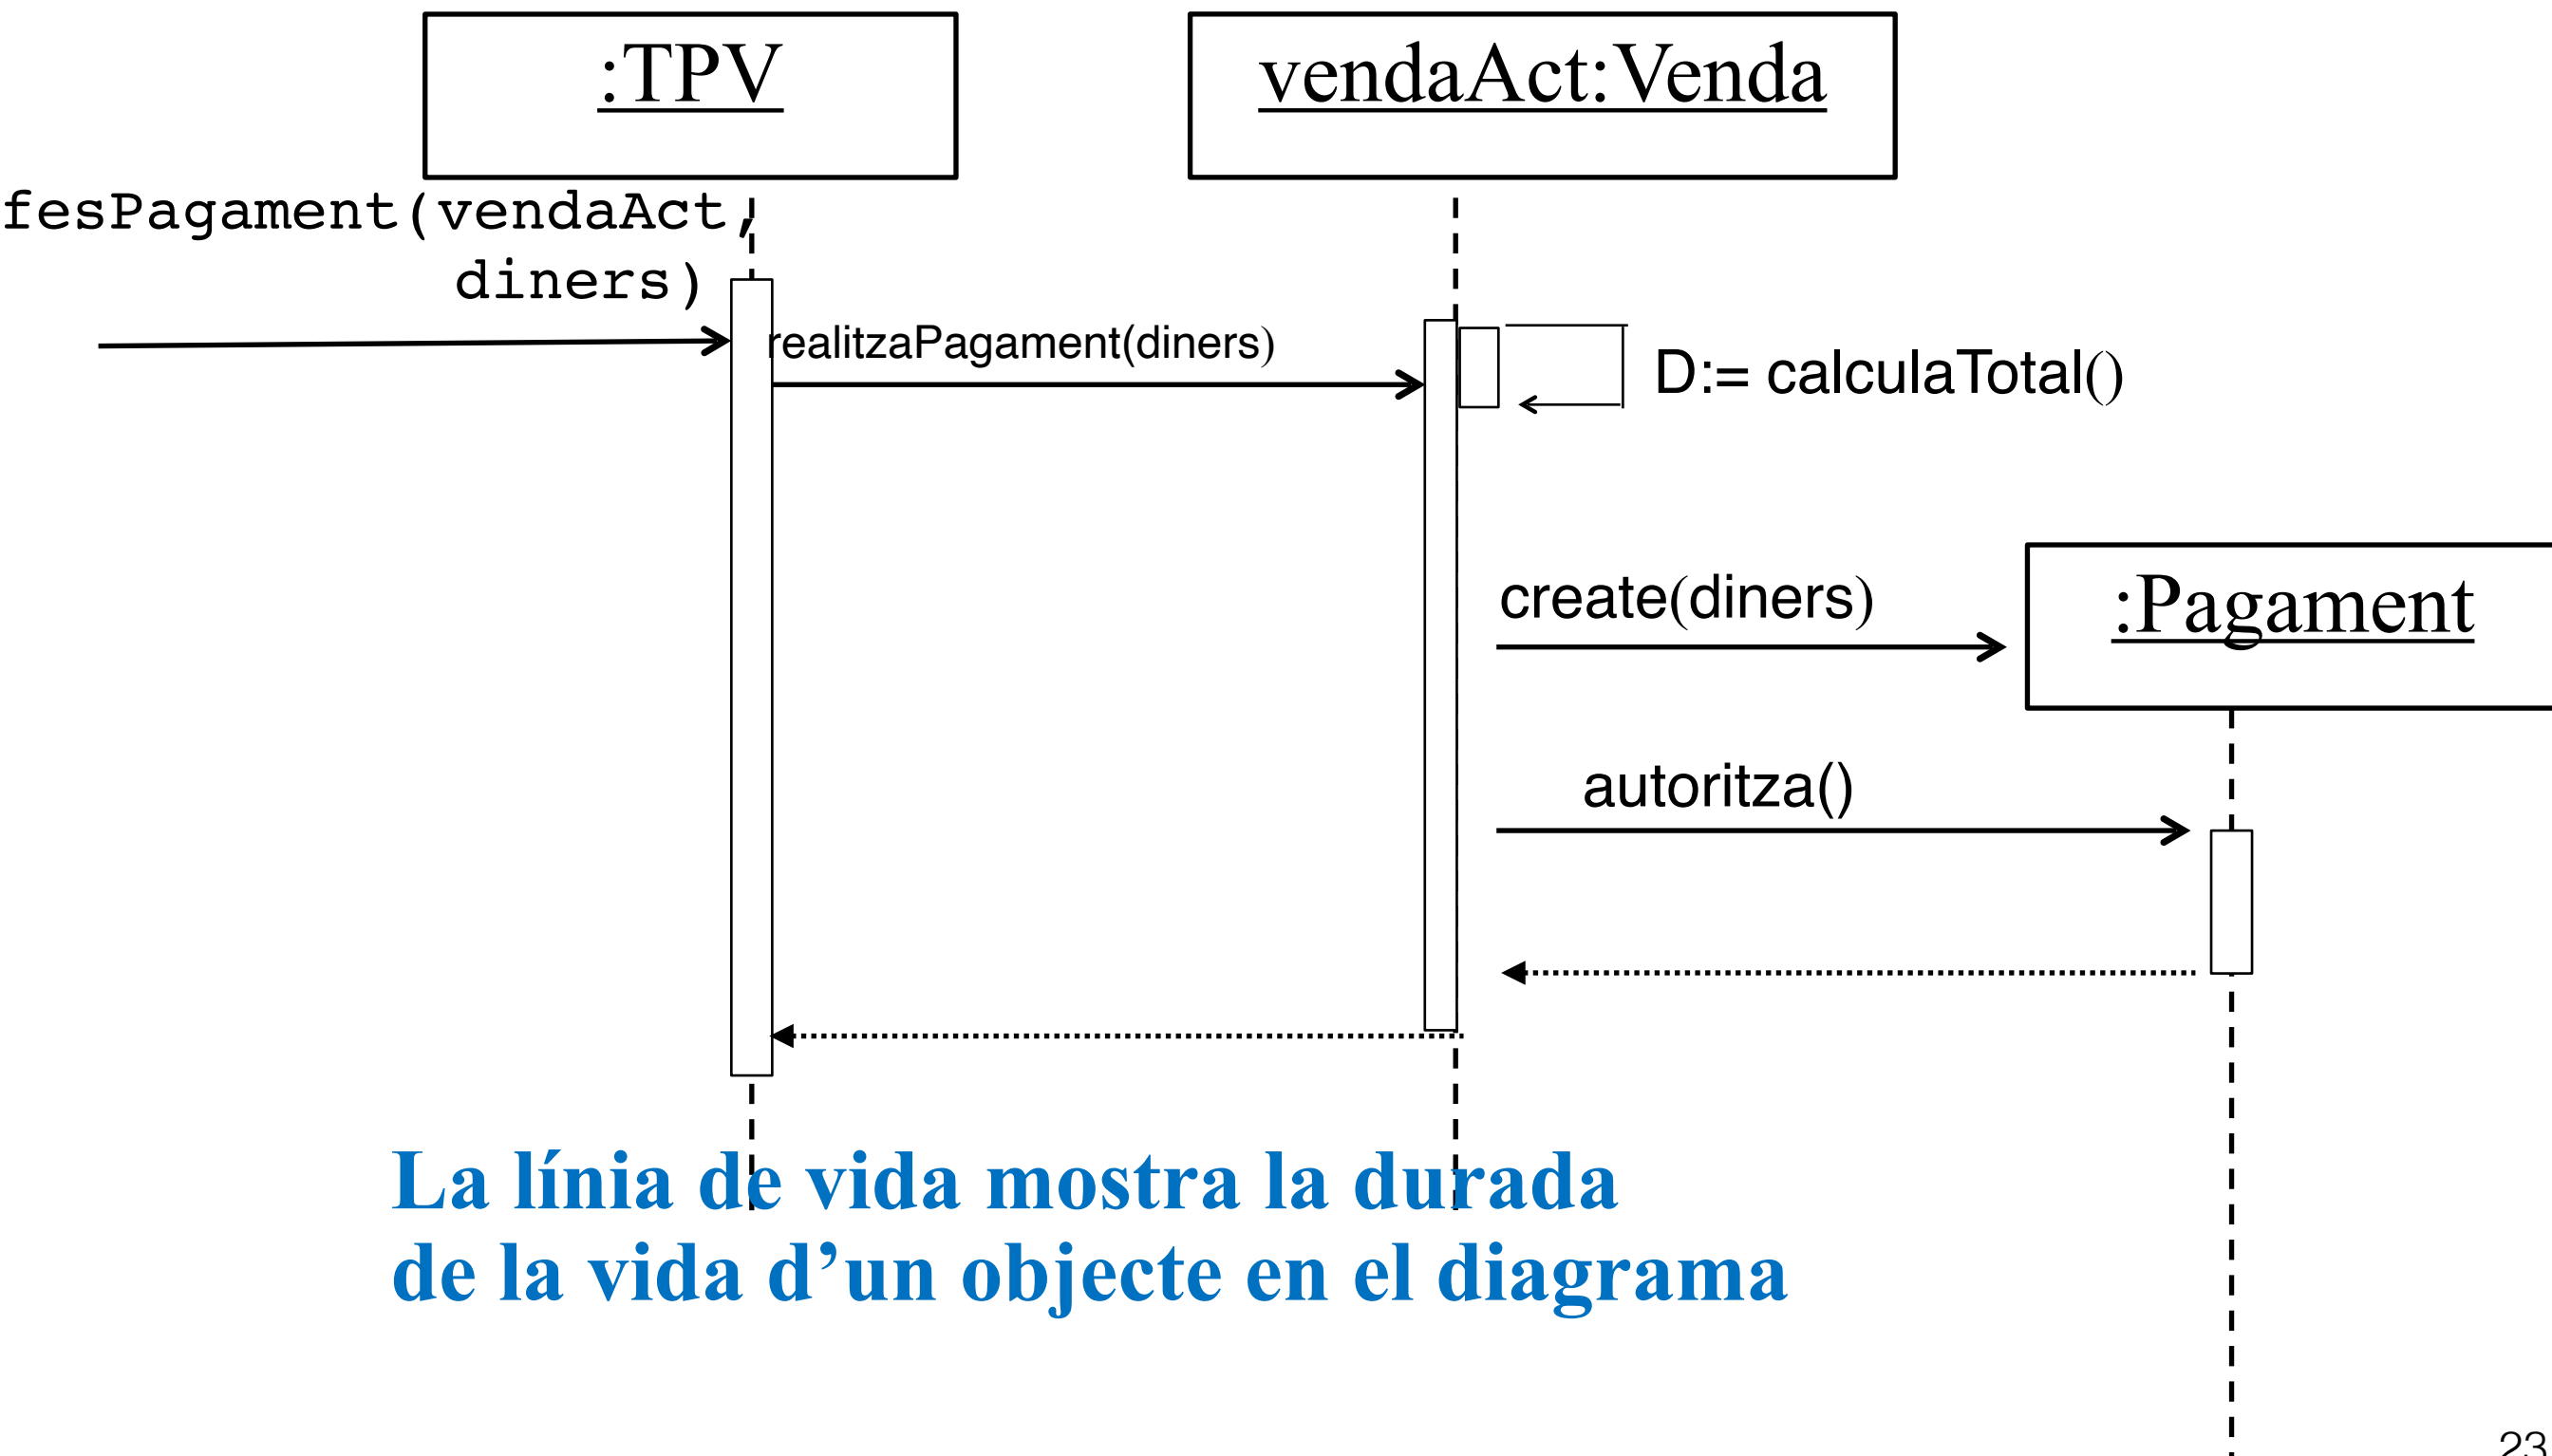 :TPV
vendaAct:Venda
fesPagament(vendaAct,
diners)
realitzaPagament(diners)
D:= calculaTotal()
create(diners)
:Pagament
autoritza()
La línia de vida mostra la durada
de la vida d’un objecte en el diagrama
23